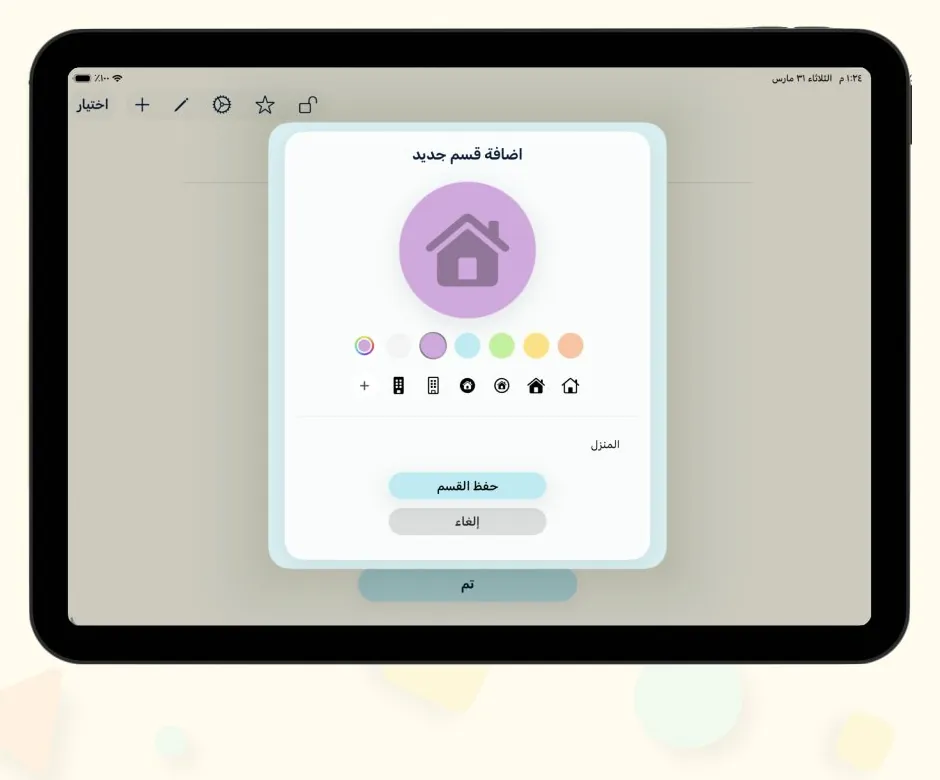 ١:٢٤ م الثلاثاء ٣١ مارس
٪١٠٠
اختيار
اضافة قسم جديد
المنزل
حفظ القسم
إلغاء
تم